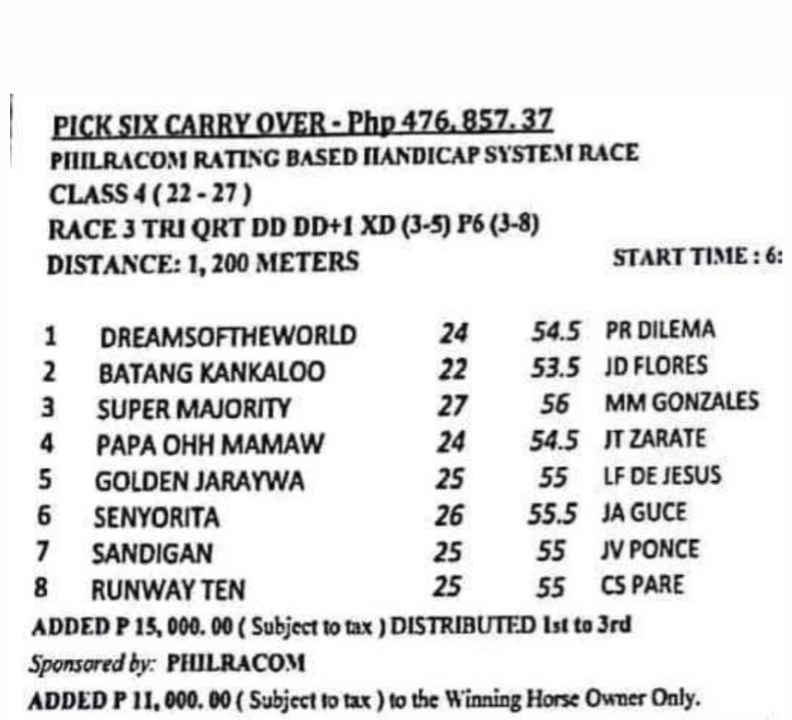 PICK SIX CARRY OVER - Php 476, 857. 37
PHILRACOM RATING BASED HANDICAP SYSTEM RACE
CLASS 4 ( 22 - 27 )
RACE 3 TRI QRT DD DD+1 XD (3-5) P6 (3-8)
DISTANCE: 1, 200 METERS START TIME : 6:
1 DREAMSOFTHEWORLD 24 54.5 PR DILEMA
2 BATANG KANKALOO 22 53.5 JD FLORES
3 SUPER MAJORITY 27 56 MM GONZALES
4 PAPA OHH MAMAW 24 54.5 JT ZARATE
5 GOLDEN JARAYWA 25 55 LF DE JESUS
6 SENYORITA 26 55.5 JA GUCE
7 SANDIGAN 25 55 JV PONCE
8 RUNWAY TEN 25 55 CS PARE
ADDED P 15, 000. 00 ( Subject to tax ) DISTRIBUTED 1st to 3rd
Sponsored by: PHILRACOM
ADDED P 11, 000. 00 ( Subject to tax ) to the Winning Horse Owner Only.